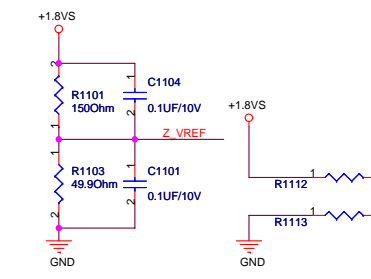 +1.8VS
2
1
R1101
150Ohm
C1104
0.1UF/10V
1
2
Z_VREF
1
1
R1103
49.9Ohm
C1101
0.1UF/10V
2
2
GND
+1.8VS
1
R1112
1
R1113
GND